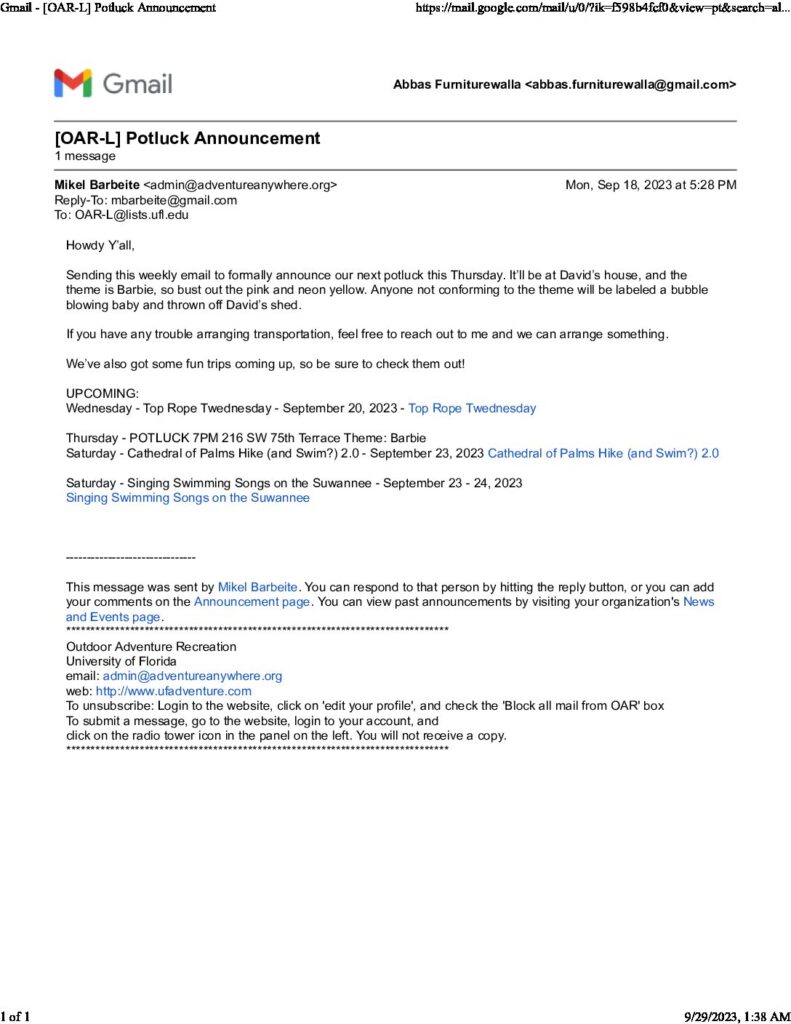 Gmail - [OAR-L] Potluck Announcement
https://mail.google.com/mail/u/0/?ik=f598b4fcf0&view=pt&search=al...
Gmail
Abbas Furniturewalla <abbas.furniturewalla@gmail.com>
[OAR-L] Potluck Announcement
1 message
Mikel Barbeite <admin@adventureanywhere.org>
Mon, Sep 18, 2023 at 5:28 PM
Reply-To: mbarbeite@gmail.com
To: OAR-L@lists.ufl.edu
Howdy Y'all,
Sending this weekly email to formally announce our next potluck this Thursday. It'll be at David's house, and the
theme is Barbie, so bust out the pink and neon yellow. Anyone not conforming to the theme will be labeled a bubble
blowing baby and thrown off David's shed.
If you have any trouble arranging transportation, feel free to reach out to me and we can arrange something.
We've also got some fun trips coming up, so be sure to check them out!
UPCOMING:
Wednesday - Top Rope Twednesday - September 20, 2023 - Top Rope Twednesday
Thursday - POTLUCK 7PM 216 SW 75th Terrace Theme: Barbie
Saturday - Cathedral of Palms Hike (and Swim?) 2.0 - September 23, 2023 Cathedral of Palms Hike (and Swim?) 2.0
Saturday - Singing Swimming Songs on the Suwannee - September 23 - 24, 2023
Singing Swimming Songs on the Suwannee
-------------------------------
This message was sent by Mikel Barbeite. You can respond to that person by hitting the reply button, or you can add
your comments on the Announcement page. You can view past announcements by visiting your organization's News
and Events page.
*******************************************************************************
Outdoor Adventure Recreation
University of Florida
email: admin@adventureanywhere.org
web: http://www.ufadventure.com
To unsubscribe: Login to the website, click on 'edit your profile', and check the 'Block all mail from OAR' box
To submit a message, go to the website, login to your account, and
click on the radio tower icon in the panel on the left. You will not receive a copy.
*******************************************************************************
1 of 1
9/29/2023, 1:38 AM